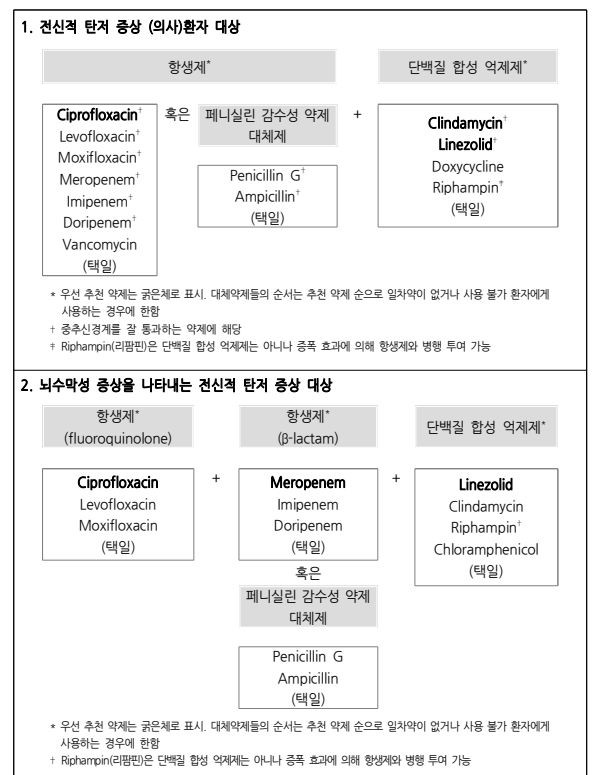 1. 전신적 탄저 증상 (의사)환자 대상
항생제*
단백질 합성 억제제*
Ciprofloxacin†
Levofloxacin†
Moxifloxacin†
Meropenem†
Imipenem†
Doripenem†
Vancomycin
(택일)
혹은
페니실린 감수성 약제
대체제
Penicillin G†
Ampicillin†
(택일)
+
Clindamycin†
Linezolid†
Doxycycline
Riphampin‡
(택일)
* 우선 추천 약제는 굵은체로 표시. 대체약제들의 순서는 추천 약제 순으로 일차약이 없거나 사용 불가 환자에게
사용하는 경우에 한함
† 중추신경계를 잘 통과하는 약제에 해당
‡ Riphampin(리팜핀)은 단백질 합성 억제제는 아니나 증폭 효과에 의해 항생제와 병행 투여 가능
2. 뇌수막성 증상을 나타내는 전신적 탄저 증상 대상
항생제*
(fluoroquinolone)
항생제*
(β-lactam)
단백질 합성 억제제*
Ciprofloxacin
Levofloxacin
Moxifloxacin
(택일)
+
Meropenem
Imipenem
Doripenem
(택일)
혹은
페니실린 감수성 약제
대체제
Penicillin G
Ampicillin
(택일)
+
Linezolid
Clindamycin
Riphampin†
Chloramphenicol
(택일)
* 우선 추천 약제는 굵은체로 표시. 대체약제들의 순서는 추천 약제 순으로 일차약이 없거나 사용 불가 환자에게
사용하는 경우에 한함
† Riphampin(리팜핀)은 단백질 합성 억제제는 아니나 증폭 효과에 의해 항생제와 병행 투여 가능